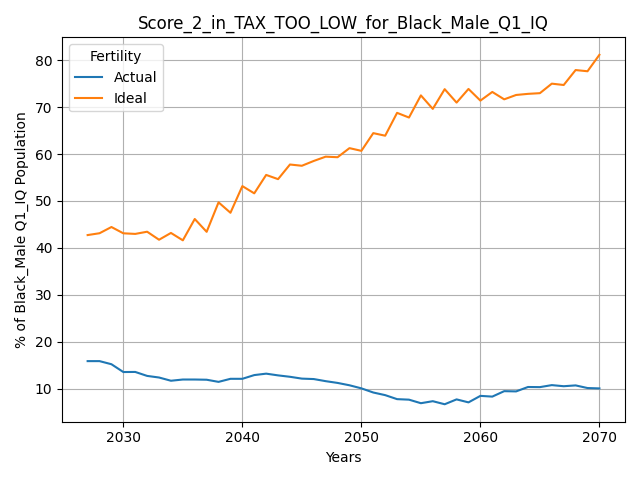 Score_2_in_TAX_TOO_LOW_for_Black_Male_Q1_IQ
% of Black_Male Q1_IQ Population
80
70
60
50
40
30
20
10
Fertility
Actual
Ideal
2030
2040
2050
2060
2070
Years